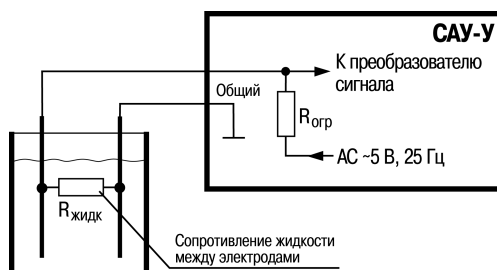 САУ-У
К преобразователю
сигнала
Общий
Rогр
АС ~5 В, 25 Гц
Rжидк
Сопротивление жидкости
между электродами